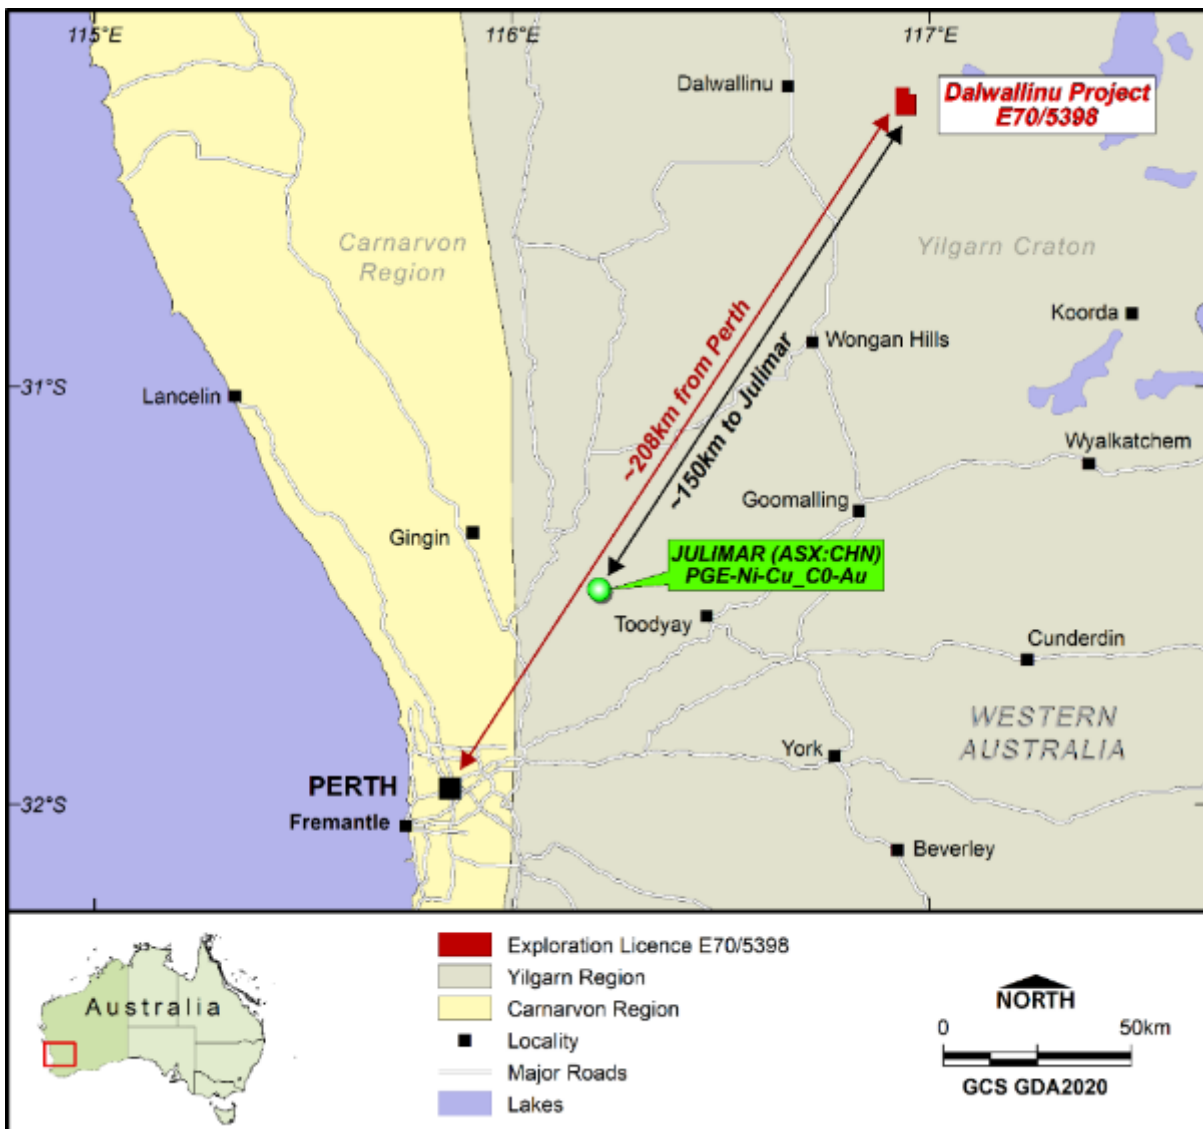 115°E
116°E
117°E
Dalwallinu
Dalwallinu Project
E70/5398
Carnarvon
Region
Yilgarn Craton
Koorda
~208km from Perth
~150km to Julimar
Wongan Hills
31°S
Lancelin
Wyalkatchem
Goomalling
Gingin
JULIMAR (ASX:CHN)
PGE-Ni-Cu_C0-Au
Toodyay
Cunderdin
WESTERN
AUSTRALIA
York
PERTH
32°S
Fremantle
Beverley
Australia
Exploration Licence E70/5398
Yilgarn Region
Carnarvon Region
Locality
Major Roads
Lakes
NORTH
0 50km
GCS GDA2020